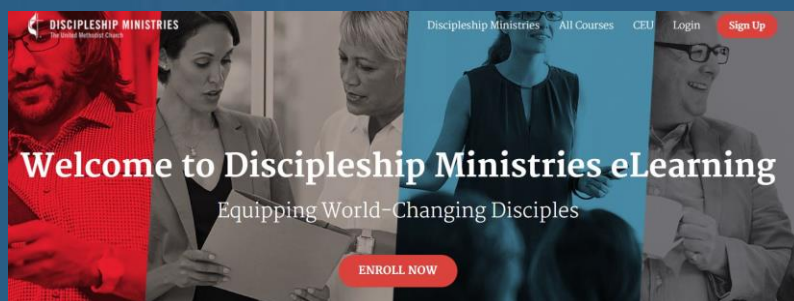 DISCIPLESHIP MINISTRIES
The United Methodist Church
Discipleship Ministries All Courses CEU Login Sign Up
Welcome to Discipleship Ministries eLearning
Equipping World-Changing Disciples
ENROLL NOW